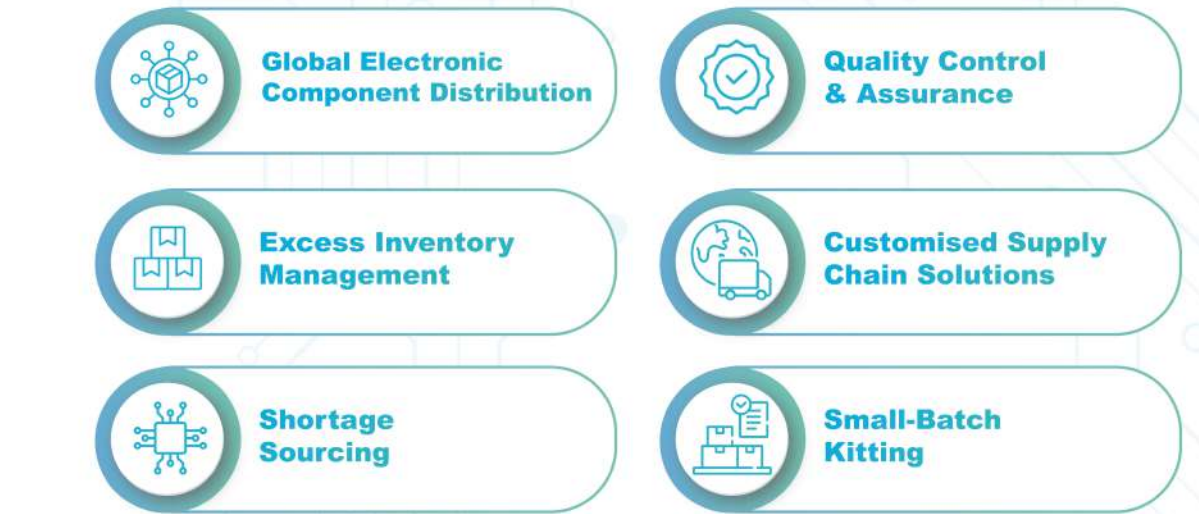 Global Electronic
Component Distribution
Quality Control
& Assurance
Excess Inventory
Management
Customised Supply
Chain Solutions
Shortage
Sourcing
Small-Batch
Kitting